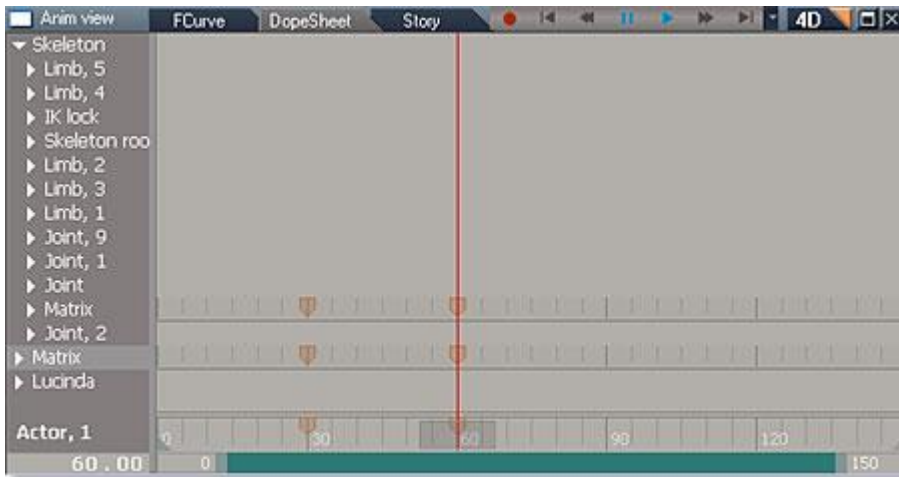 Anim view FCurve DopeSheet Story 4D
Skeleton
Limb, 5
Limb, 4
IK lock
Skeleton roo
Limb, 2
Limb, 3
Limb, 1
Joint, 9
Joint, 1
Joint
Matrix
Joint, 2
Matrix
Lucinda
Actor, 1 0 30 60 90 120
60.00 0 150